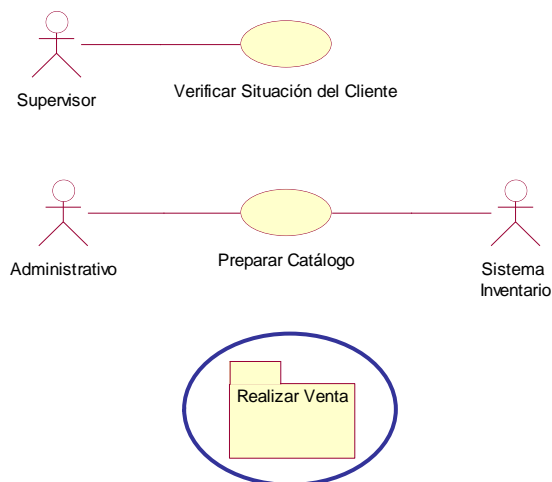 Supervisor
Verificar Situación del Cliente
Administrativo
Preparar Catálogo
Sistema
Inventario
Realizar Venta